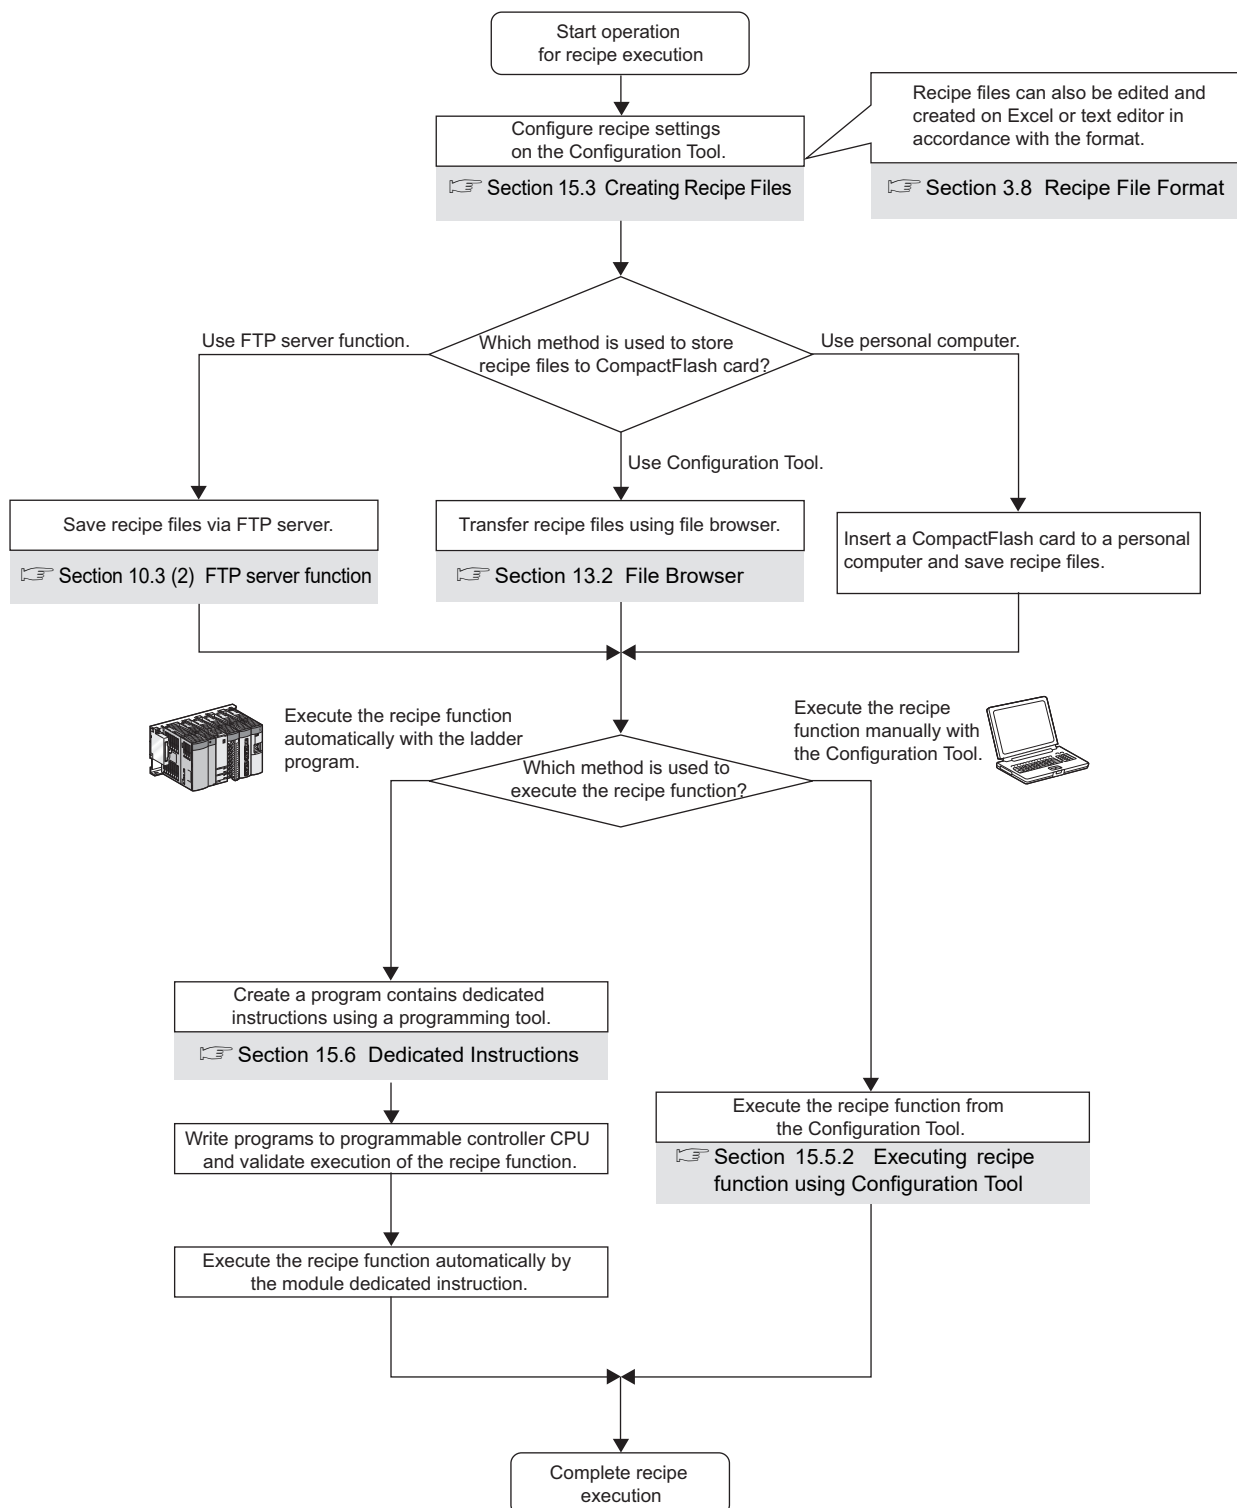 Start operation
for recipe execution
Configure recipe settings
on the Configuration Tool.
☞ Section 15.3 Creating Recipe Files
Recipe files can also be edited and
created on Excel or text editor in
accordance with the format.
☞ Section 3.8 Recipe File Format
Which method is used to store
recipe files to CompactFlash card?
Use FTP server function.
Use personal computer.
Use Configuration Tool.
Save recipe files via FTP server.
☞ Section 10.3 (2) FTP server function
Transfer recipe files using file browser.
☞ Section 13.2 File Browser
Insert a CompactFlash card to a personal
computer and save recipe files.
Execute the recipe function
automatically with the ladder
program.
Execute the recipe
function manually with
the Configuration Tool.
Which method is used to
execute the recipe function?
Create a program contains dedicated
instructions using a programming tool.
☞ Section 15.6 Dedicated Instructions
Write programs to programmable controller CPU
and validate execution of the recipe function.
Execute the recipe function automatically by
the module dedicated instruction.
Execute the recipe function from
the Configuration Tool.
☞ Section 15.5.2 Executing recipe
function using Configuration Tool
Complete recipe
execution